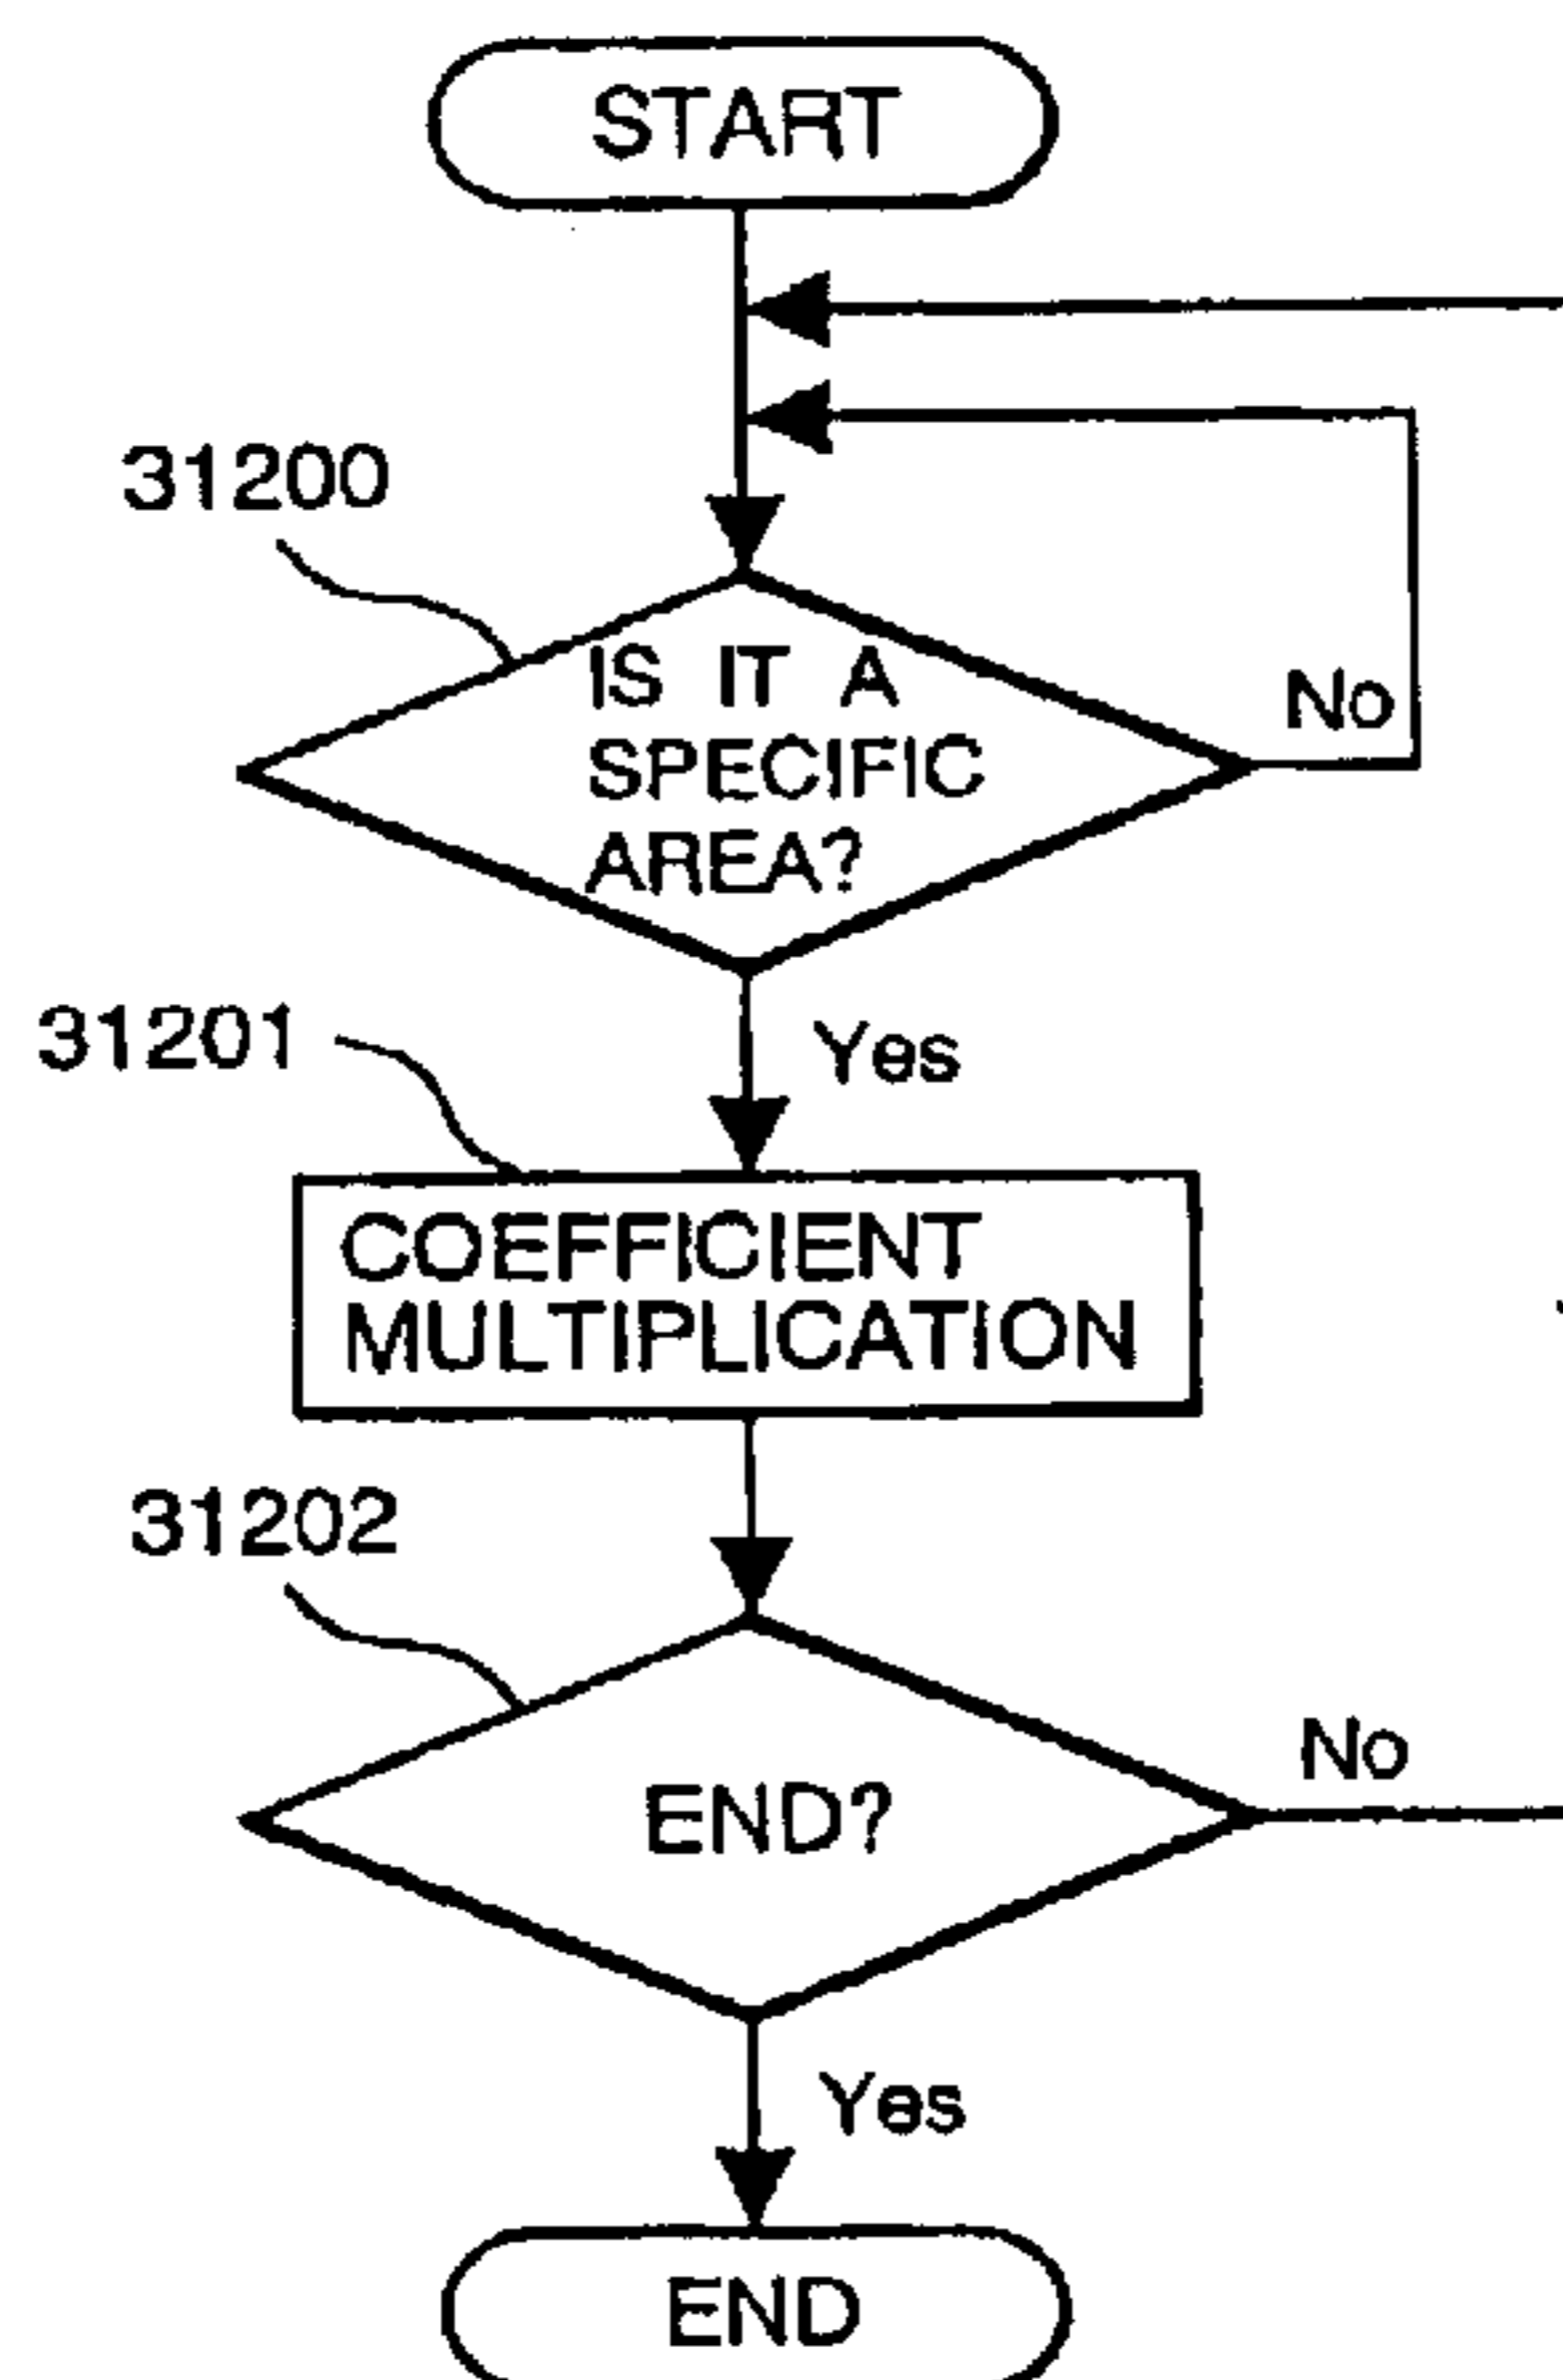 START
31200
IS IT A
SPECIFIC
AREA?
No
31201
Yes
COEFFICIENT
MULTIPLICATION
31202
No
END?
Yes
END